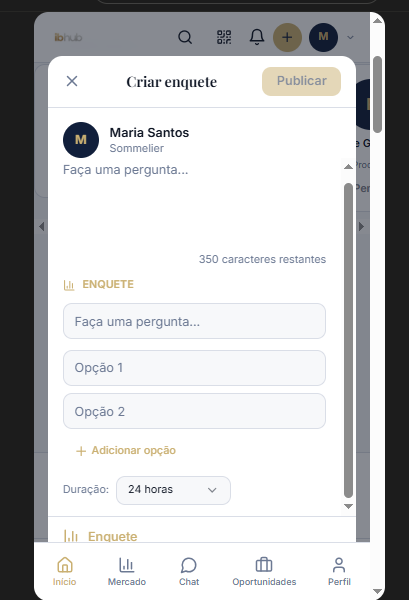 ibhub
M
Criar enquete
Publicar
M
Maria Santos
Sommelier
Faça uma pergunta...
350 caracteres restantes
ENQUETE
Faça uma pergunta...
Opção 1
Opção 2
+ Adicionar opção
Duração:
24 horas
Enquete
Início
Mercado
Chat
Oportunidades
Perfil